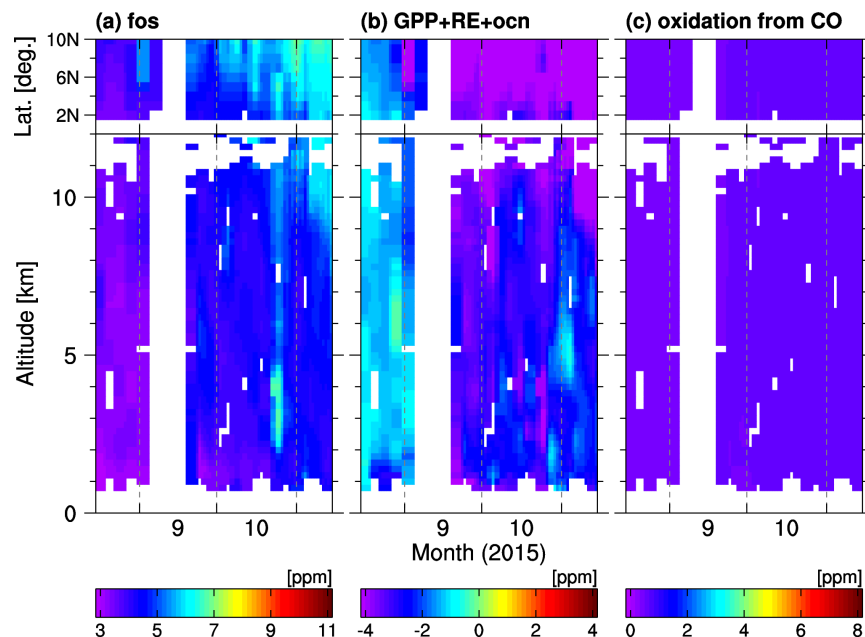 (a) fos (b) GPP+RE+ocn (c) oxidation from CO
Lat. [deg.]
10N
6N
2N
Altitude [km]
10
5
0
9 10 9 10 9 10
Month (2015)
[ppm] [ppm] [ppm]
3 5 7 9 11 -4 -2 0 2 4 0 2 4 6 8